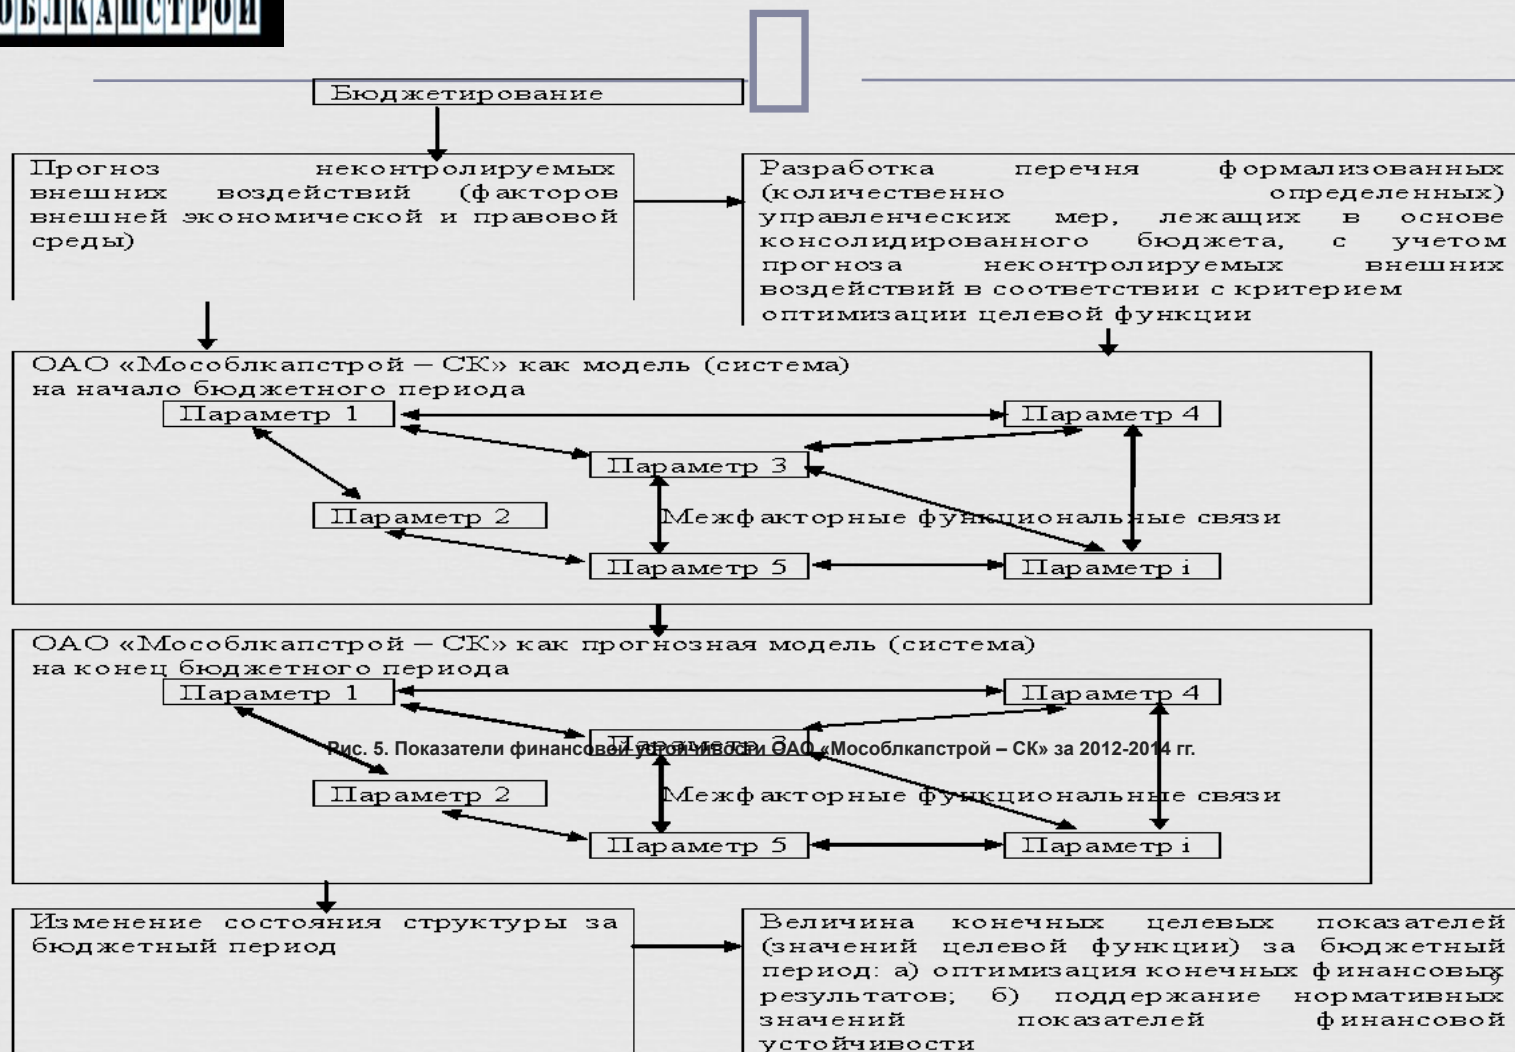 ОБЛКАПСТРОЙ
Бюджетирование
Прогноз неконтролируемых
внешних воздействий (факторов
внешней экономической и правовой
среды)
Разработка перечня формализованных
(количественно определенных)
управленческих мер, лежащих в основе
консолидированного бюджета, с учетом
прогноза неконтролируемых внешних
воздействий в соответствии с критерием
оптимизации целевой функции
ОАО «Мособлкапстрой – СК» как модель (система)
на начало бюджетного периода
Параметр 1
Параметр 4
Параметр 3
Параметр 2
Межфакторные функциональные связи
Параметр 5
Параметр i
ОАО «Мособлкапстрой – СК» как прогнозная модель (система)
на конец бюджетного периода
Параметр 1
Параметр 4
Параметр 3
Рис. 5. Показатели финансовой устойчивости ОАО «Мособлкапстрой – СК» за 2012-2014 гг.
Параметр 2
Межфакторные функциональные связи
Параметр 5
Параметр i
Изменение состояния структуры за
бюджетный период
Величина конечных целевых показателей
(значений целевой функции) за бюджетный
период: а) оптимизация конечных финансовых
результатов; б) поддержание нормативных
значений показателей финансовой
устойчивости
9